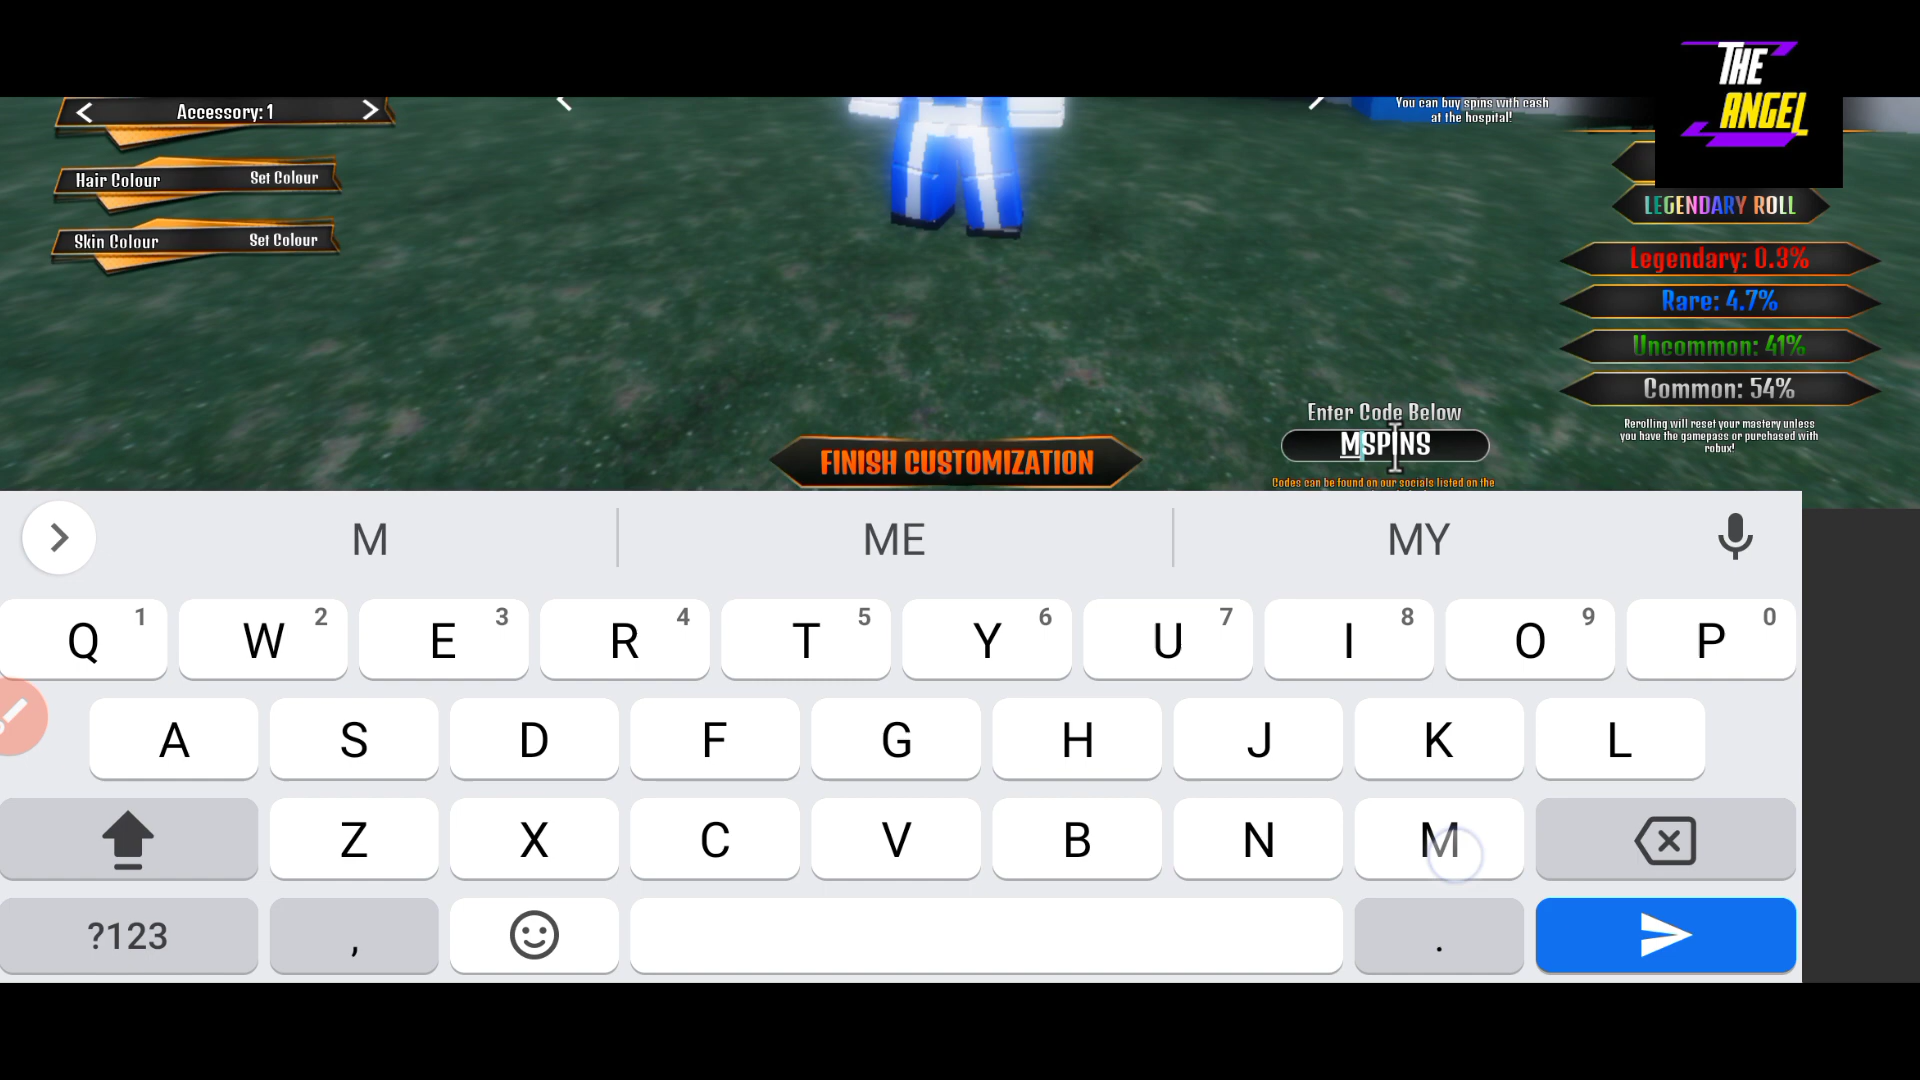 THE
ANGEL
Accessory: 1
You can buy spins with cash
at the hospital!
Hair Colour Set Colour
LEGENDARY ROLL
Skin Colour Set Colour
Legendary: 0.3%
Rare: 4.7%
Uncommon: 41%
Common: 54%
Enter Code Below
MSPINS
Rerolling will reset your mastery unless
you have the gamepass or purchased with
robux!
FINISH CUSTOMIZATION
Codes can be found on our socials listed on the
M ME MY
Q 1 W 2 E 3 R 4 T 5 Y 6 U 7 I 8 O 9 P 0
A S D F G H J K L
Z X C V B N M
?123 , .